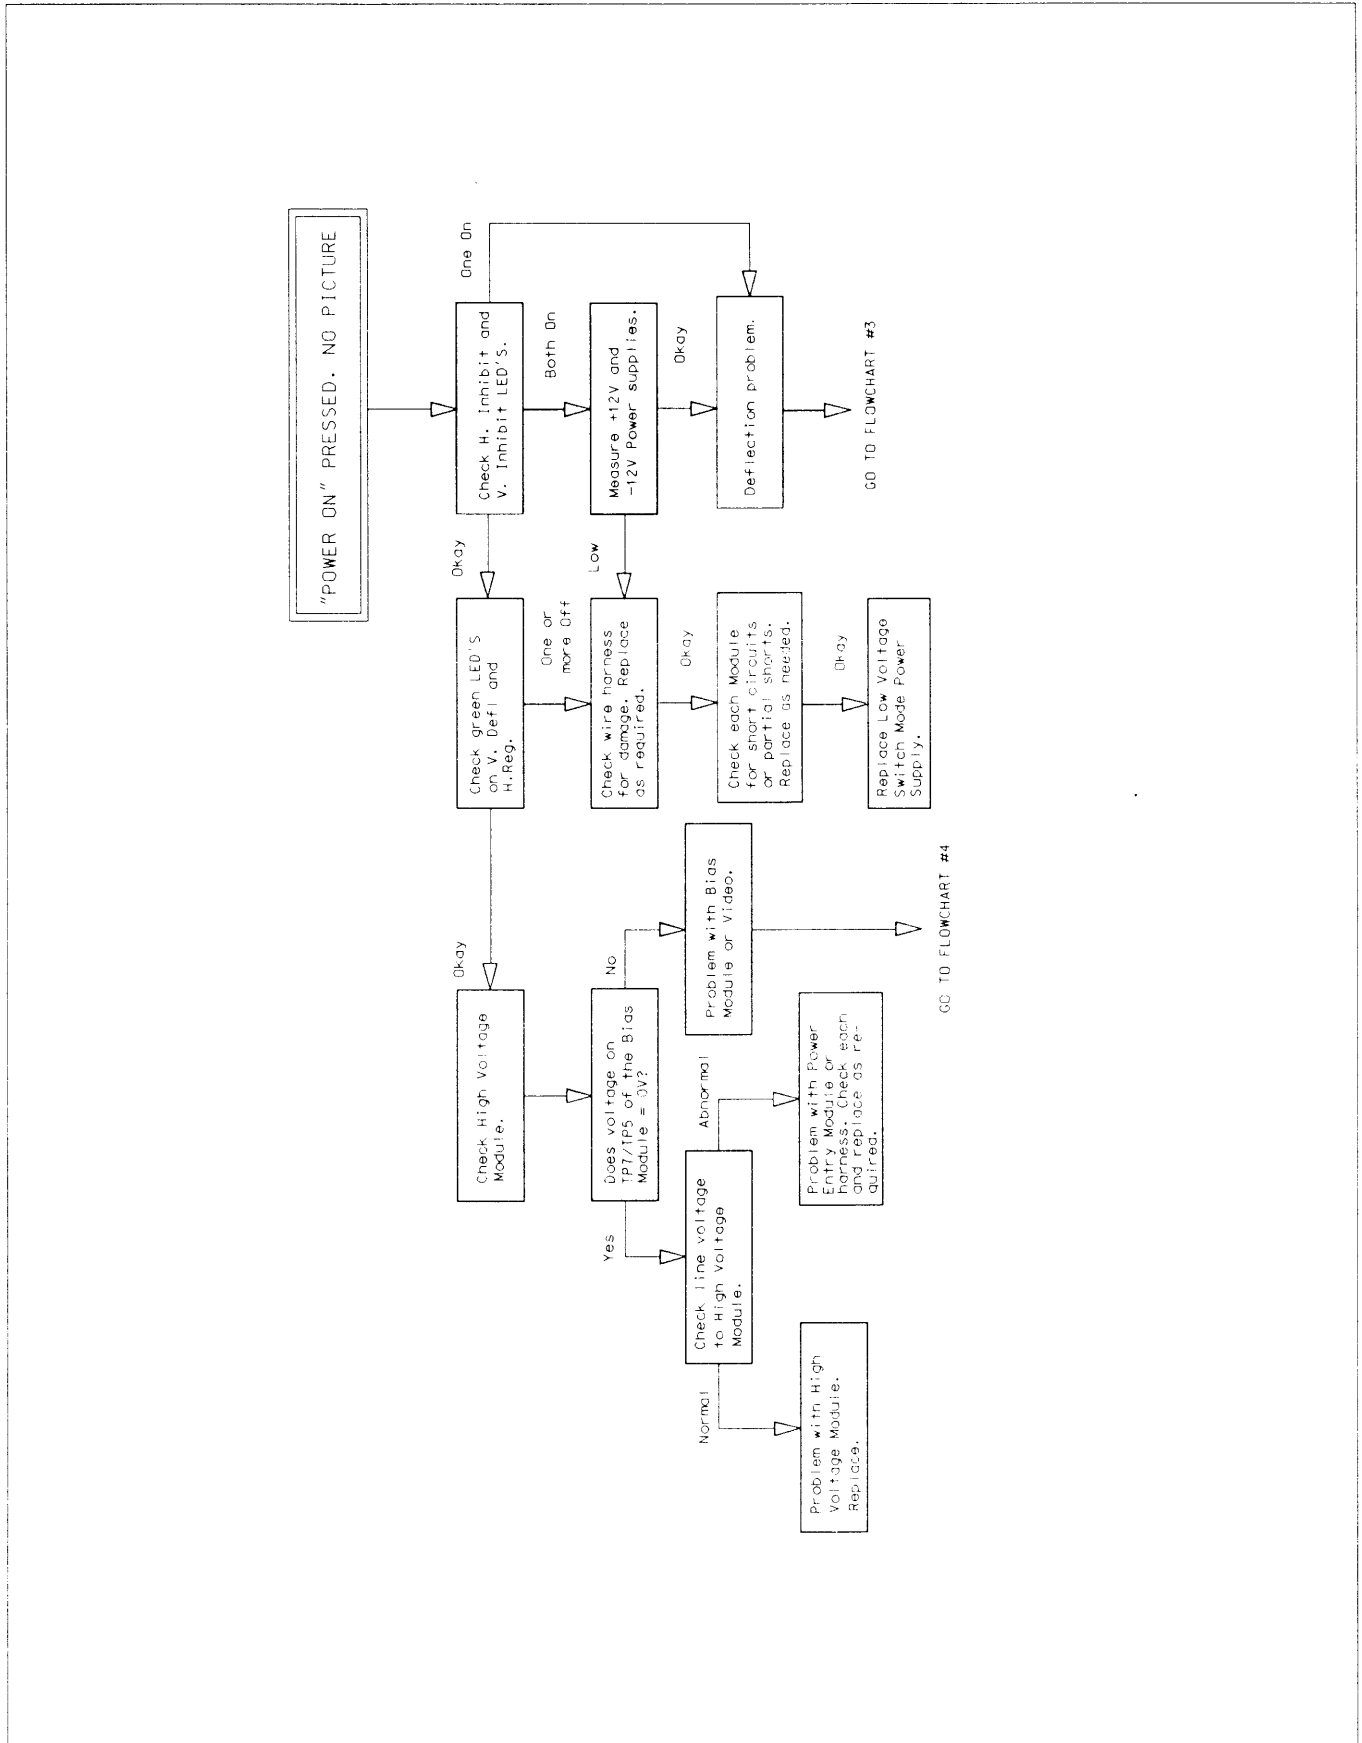 "POWER ON" PRESSED. NO PICTURE
Check H. Inhibit and
V. Inhibit LED'S.
One On
Both On
Okay
Measure +12V and
-12V Power supplies.
Low
Okay
Deflection problem.
GO TO FLOWCHART #3
Check green LED'S
on V. Defl and
H.Reg.
Okay
One or
more Off
Check wire harness
for damage. Replace
as required.
Okay
Check each Module
for short circuits
or partial shorts.
Replace as needed.
Okay
Replace Low Voltage
Switch Mode Power
Supply.
Check High Voltage
Module.
Does voltage on
TP7/TP5 of the Bias
Module = 0V?
No
Yes
Problem with Bias
Module or Video.
GO TO FLOWCHART #4
Check line voltage
to High Voltage
Module.
Abnormal
Normal
Problem with Power
Entry Module or
harness. Check each
and replace as re-
quired.
Problem with High
Voltage Module.
Replace.